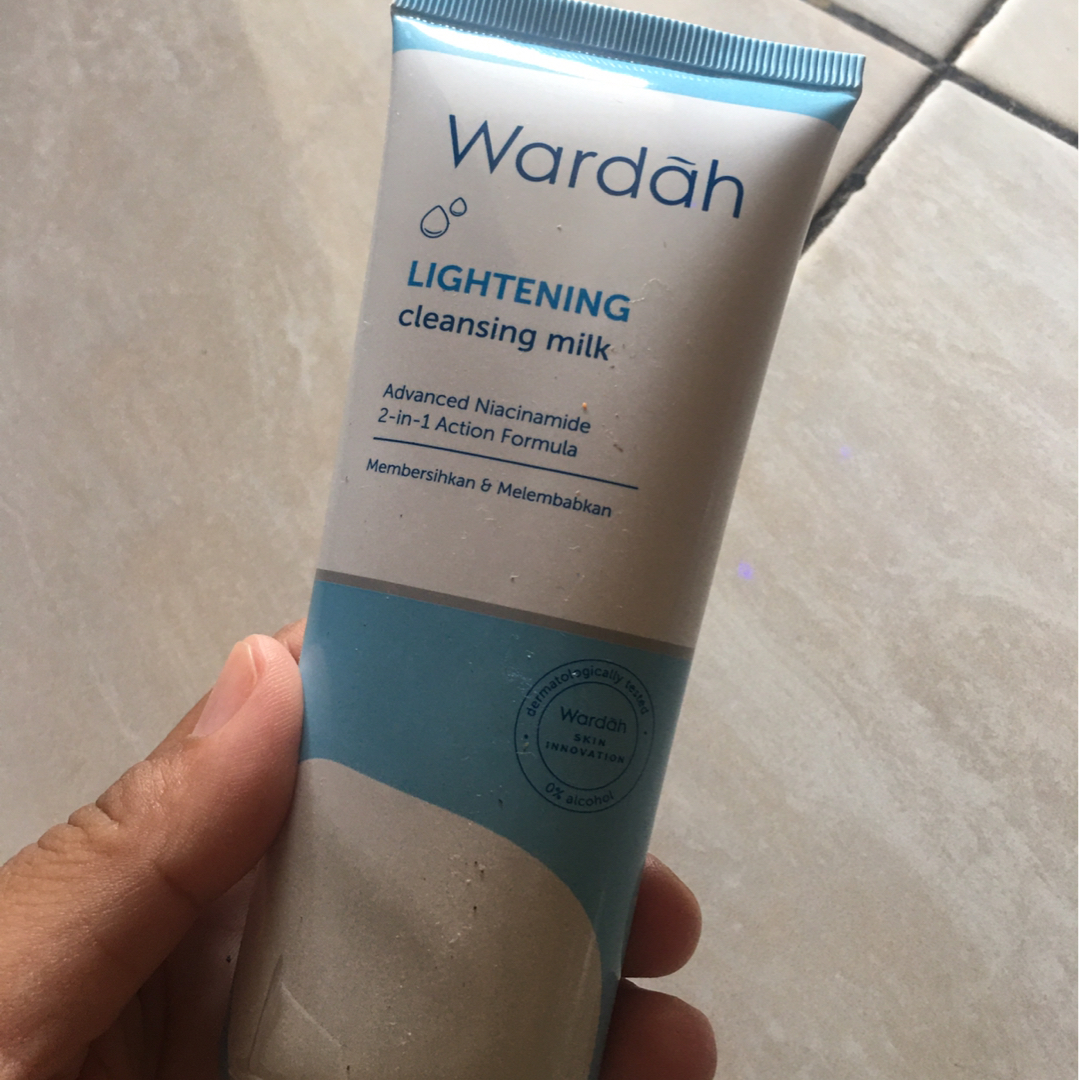 Wardāh
LIGHTENING
cleansing milk
Advanced Niacinamide
2-in-1 Action Formula
Membersihkan & Melembabkan
dermatologically tested
Wardāh
SKIN
INNOVATION
0% alcohol